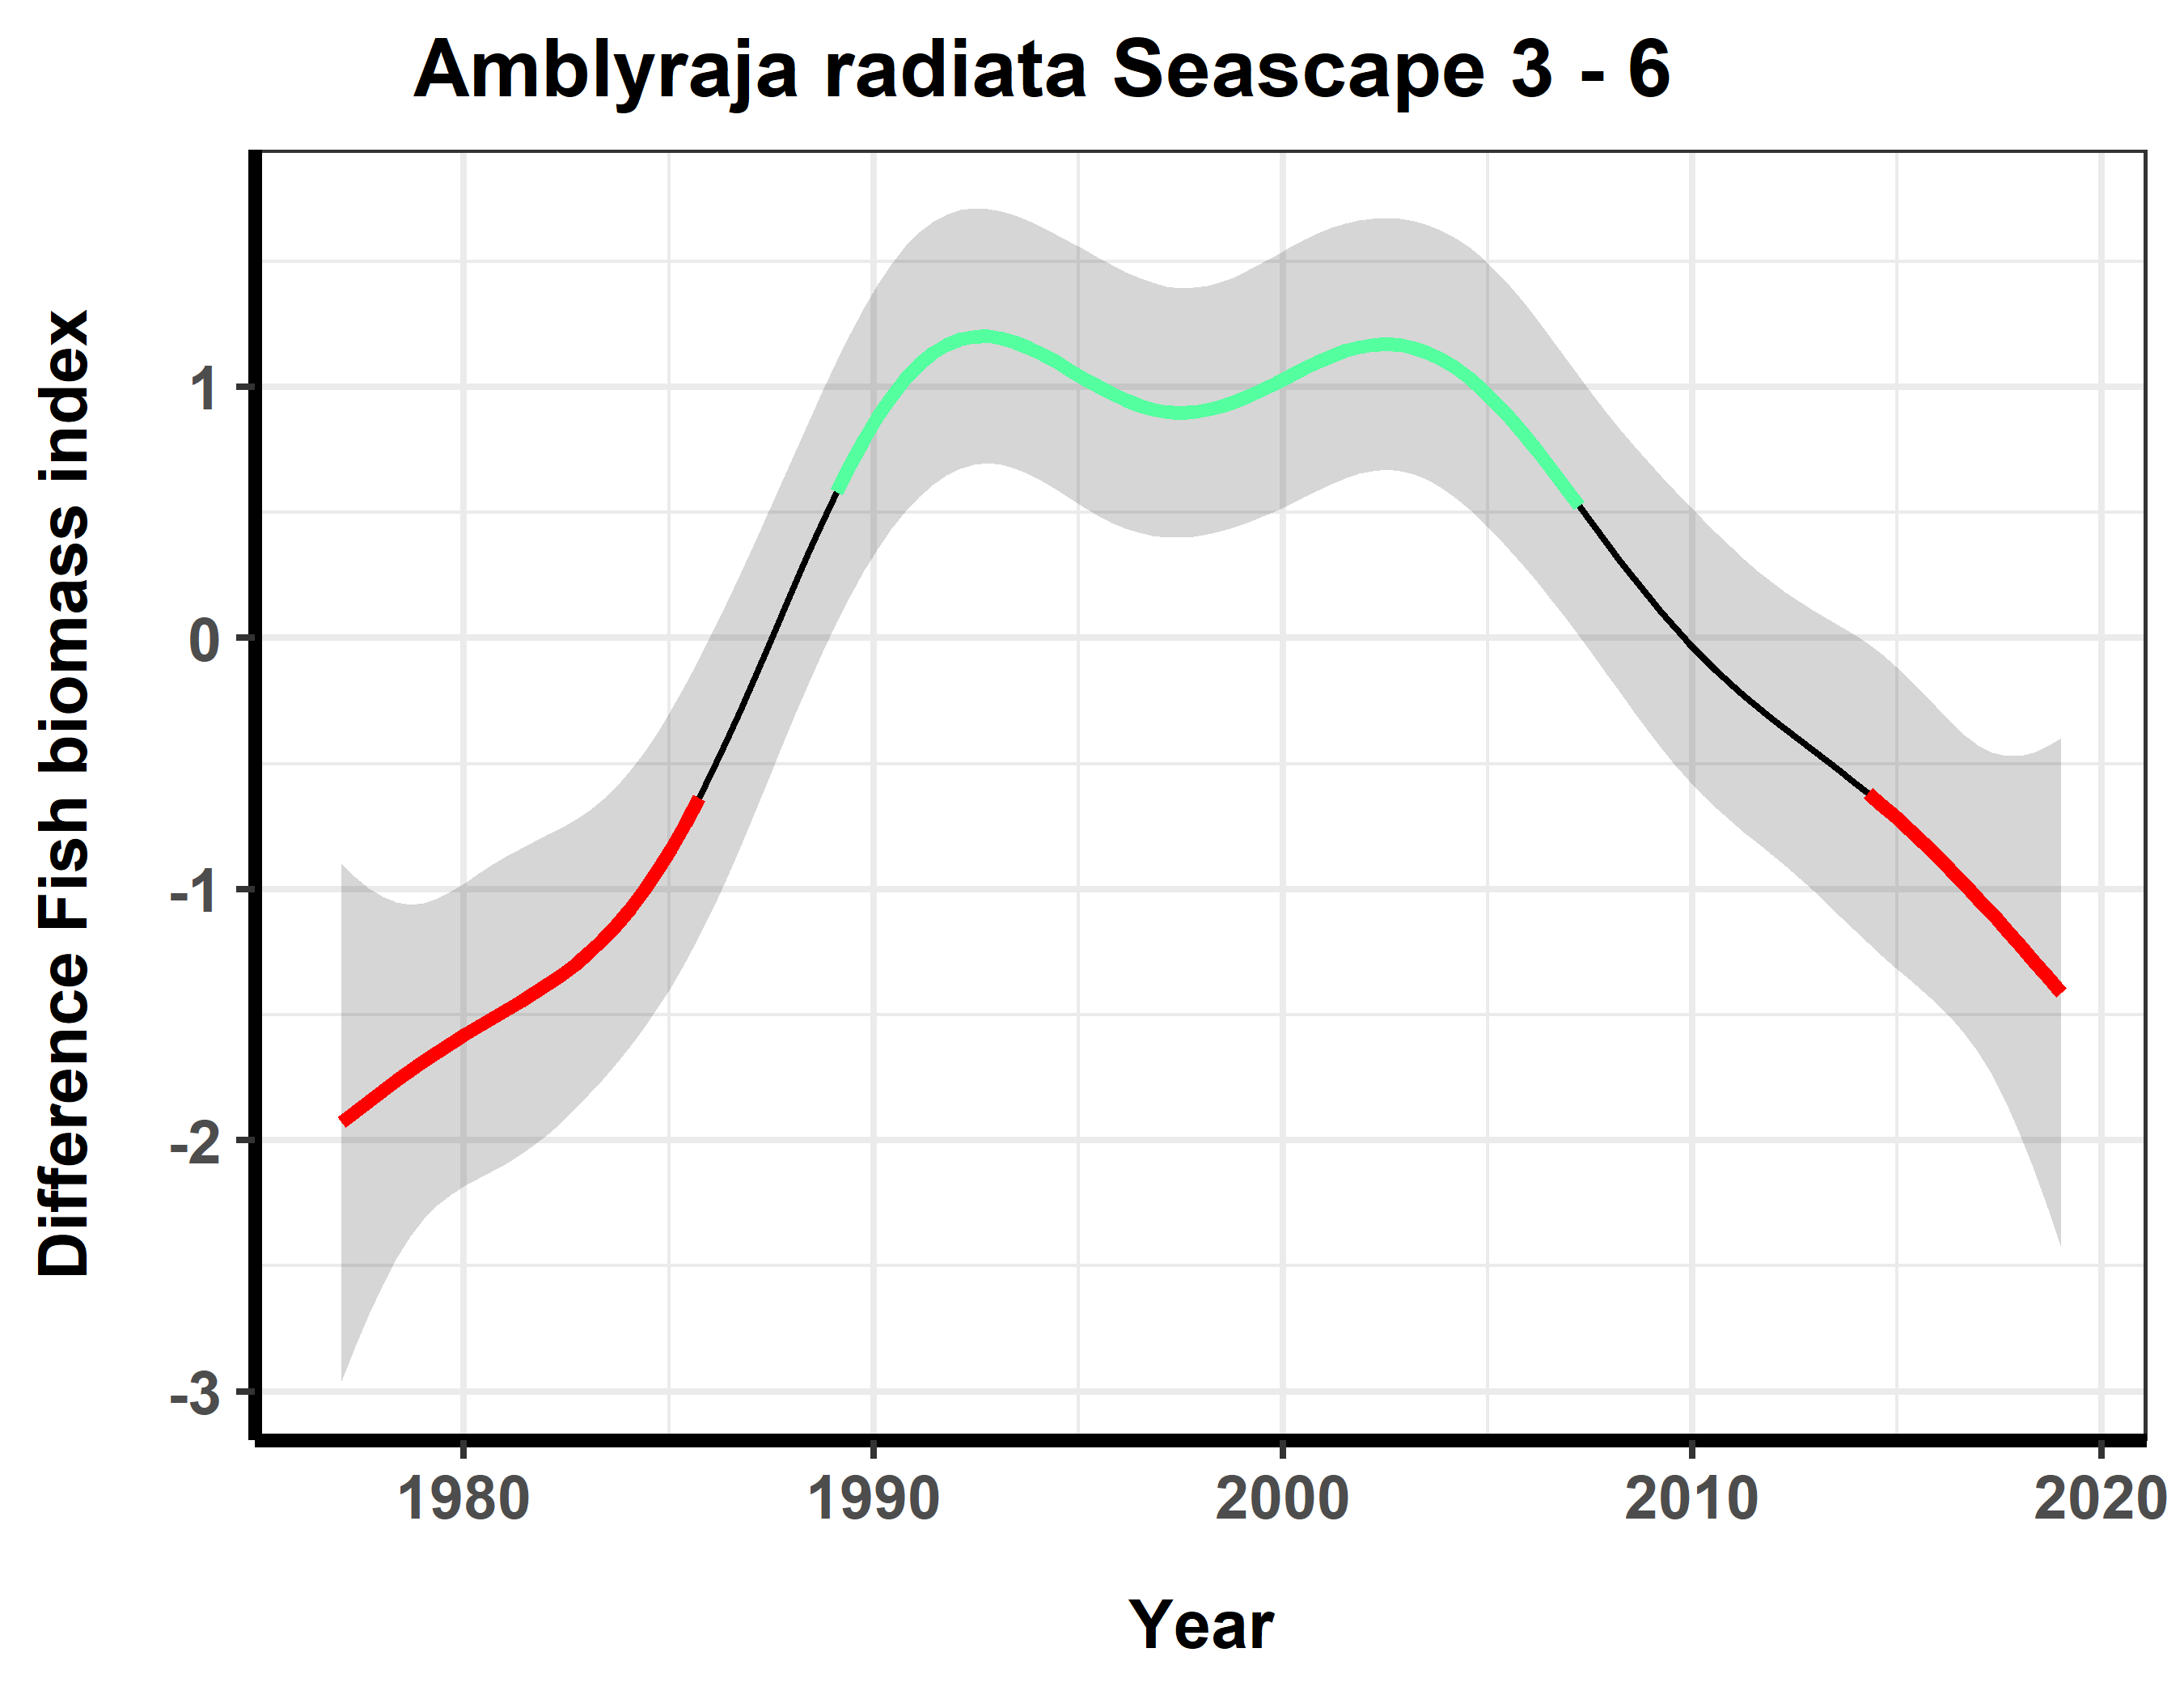 Amblyraja radiata Seascape 3 - 6
Difference Fish biomass index
1
0
-1
-2
-3
1980 1990 2000 2010 2020
Year